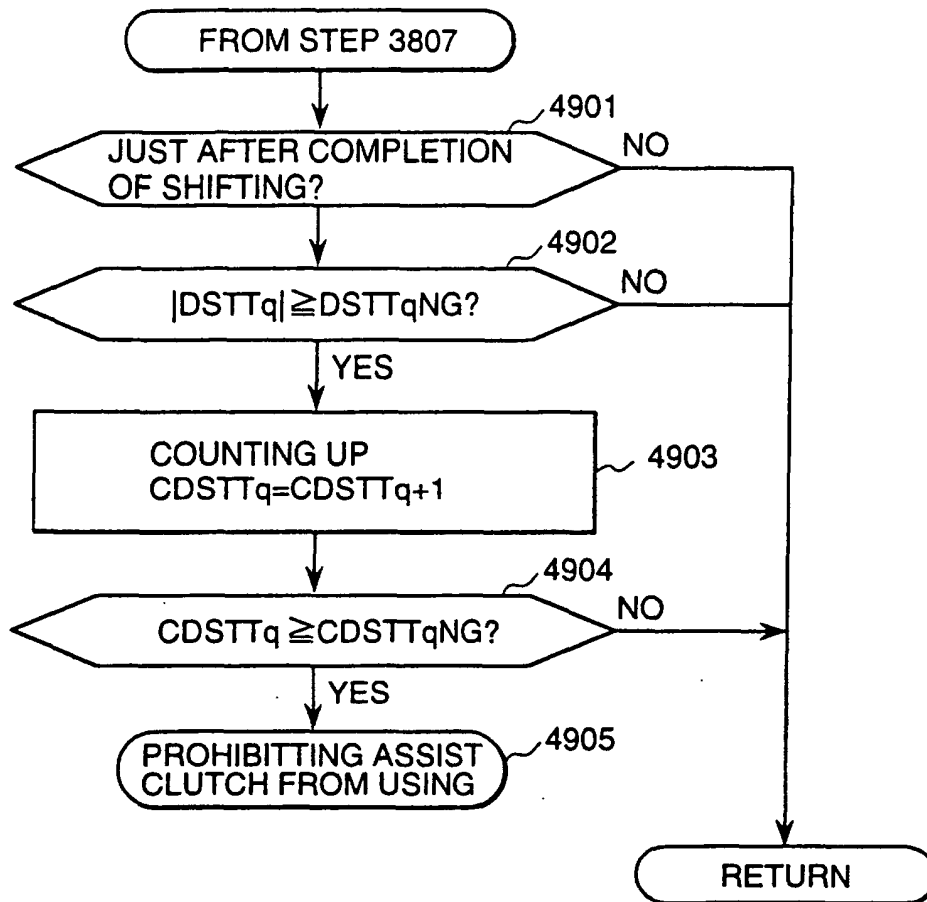 FROM STEP 3807
4901
JUST AFTER COMPLETION
OF SHIFTING?
NO
4902
|DSTTq|≧DSTTqNG?
NO
YES
COUNTING UP
CDSTTq=CDSTTq+1
4903
4904
CDSTTq ≧CDSTTqNG?
NO
YES
PROHIBITTING ASSIST
CLUTCH FROM USING
4905
RETURN